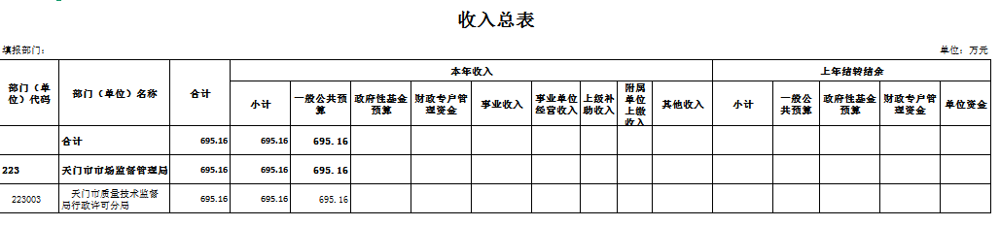 收入总表
填报部门：
单位：万元
部门（单位）代码
部门（单位）名称
合计
本年收入
上年结转结余
小计
一般公共预算
政府性基金预算
财政专户管理资金
事业收入
事业单位经营收入
上级补助收入
附属单位上缴收入
其他收入
小计
一般公共预算
政府性基金预算
财政专户管理资金
单位资金
合计 695.16 695.16 695.16
223 天门市市场监督管理局 695.16 695.16 695.16
223003 天门市质量技术监督局行政许可分局 695.16 695.16 695.16